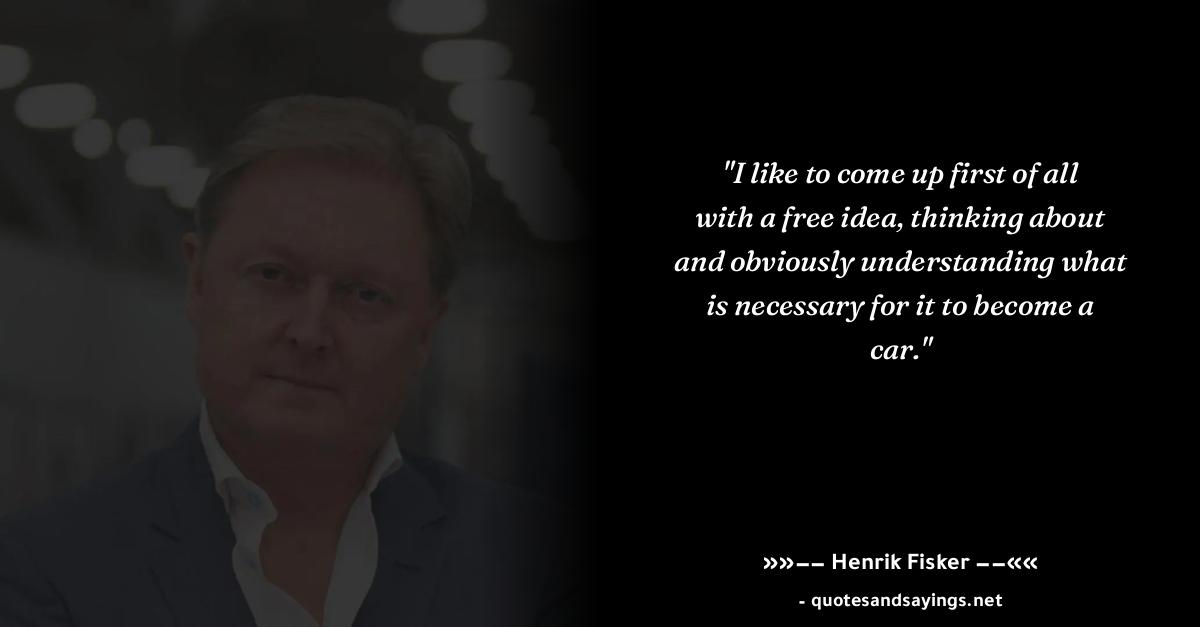 "I like to come up first of all
with a free idea, thinking about
and obviously understanding what
is necessary for it to become a
car."
»»−− Henrik Fisker −−««
- quotesandsayings.net